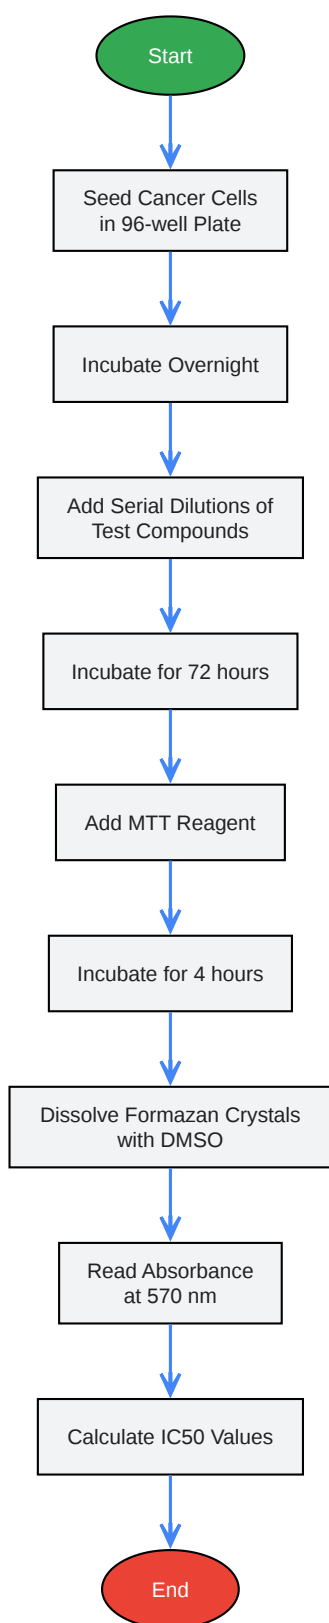 Start
Seed Cancer Cells
in 96-well Plate
Incubate Overnight
Add Serial Dilutions of
Test Compounds
Incubate for 72 hours
Add MTT Reagent
Incubate for 4 hours
Dissolve Formazan Crystals
with DMSO
Read Absorbance
at 570 nm
Calculate IC50 Values
End